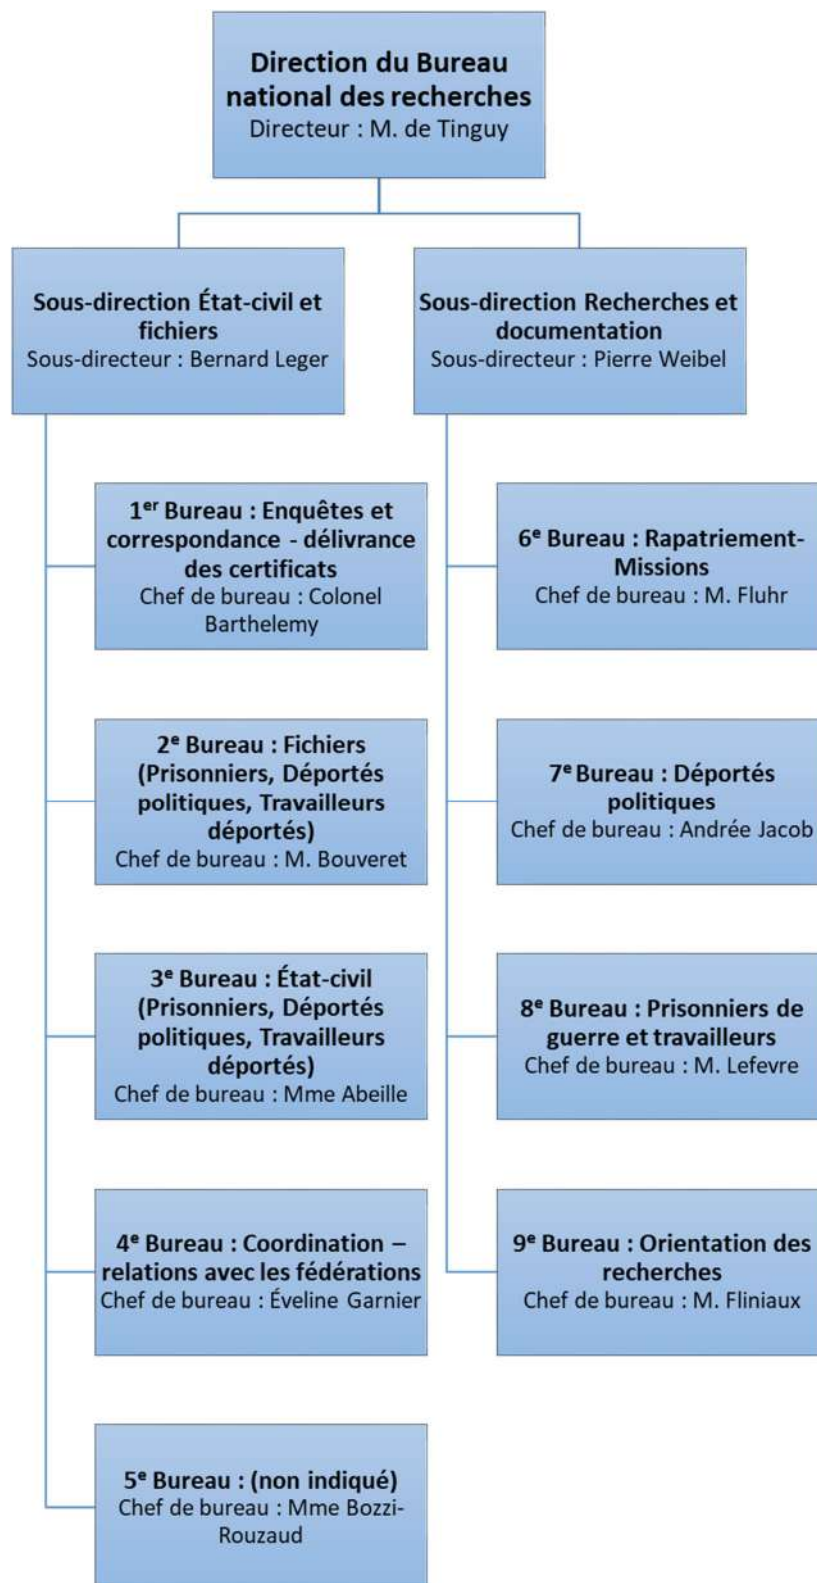 Direction du Bureau
national des recherches
Directeur : M. de Tinguy
Sous-direction État-civil et
fichiers
Sous-directeur : Bernard Leger
Sous-direction Recherches et
documentation
Sous-directeur : Pierre Weibel
1er Bureau : Enquêtes et
correspondance - délivrance
des certificats
Chef de bureau : Colonel
Barthelemy
2e Bureau : Fichiers
(Prisonniers, Déportés
politiques, Travailleurs
déportés)
Chef de bureau : M. Bouveret
3e Bureau : État-civil
(Prisonniers, Déportés
politiques, Travailleurs
déportés)
Chef de bureau : Mme Abeille
4e Bureau : Coordination –
relations avec les fédérations
Chef de bureau : Éveline Garnier
5e Bureau : (non indiqué)
Chef de bureau : Mme Bozzi-
Rouzaud
6e Bureau : Rapatriement-
Missions
Chef de bureau : M. Fluhr
7e Bureau : Déportés
politiques
Chef de bureau : Andrée Jacob
8e Bureau : Prisonniers de
guerre et travailleurs
Chef de bureau : M. Lefevre
9e Bureau : Orientation des
recherches
Chef de bureau : M. Fliniaux